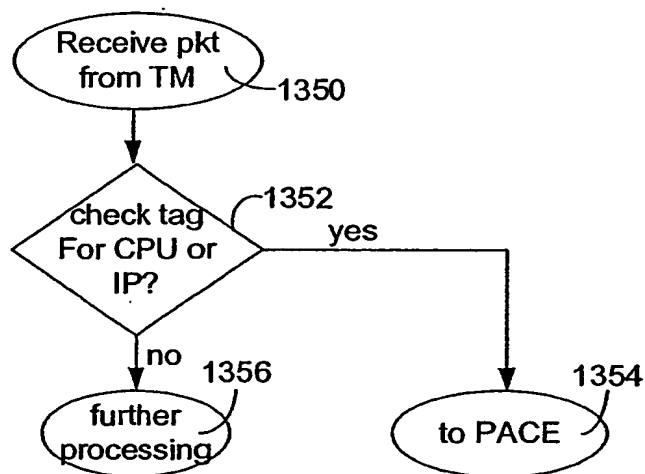 Receive pkt
from TM
1350
1352
check tag
For CPU or
IP?
yes
no
1356
1354
further
processing
to PACE